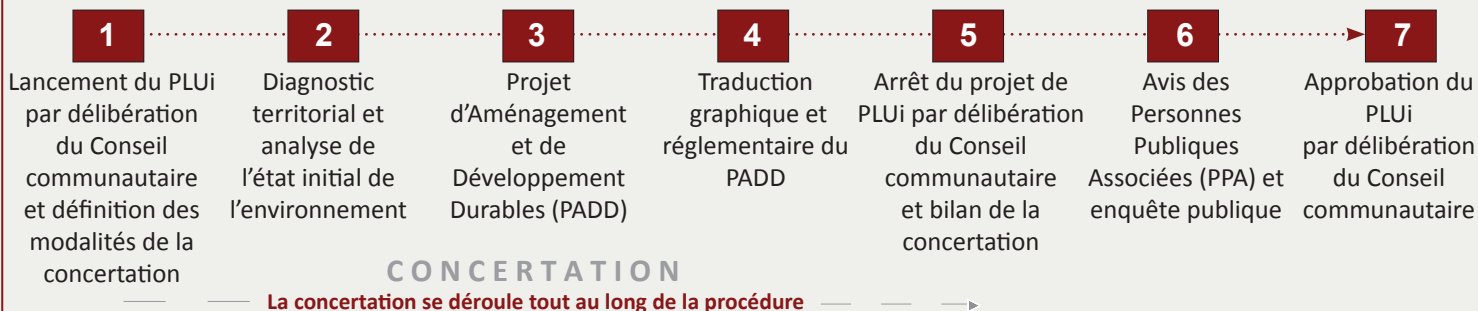 1
Lancement du PLUi
par délibération
du Conseil
communautaire
et définition des
modalités de la
concertation
2
Diagnostic
territorial et
analyse de
l'état initial de
l'environnement
3
Projet
d'Aménagement
et de
Développement
Durables (PADD)
4
Traduction
graphique et
réglementaire du
PADD
5
Arrêt du projet de
PLUi par délibération
du Conseil
communautaire
et bilan de la
concertation
6
Avis des
Personnes
Publiques
Associées (PPA) et
enquête publique
7
Approbation du
PLUi
par délibération
du Conseil
communautaire
CONCERTATION
La concertation se déroule tout au long de la procédure